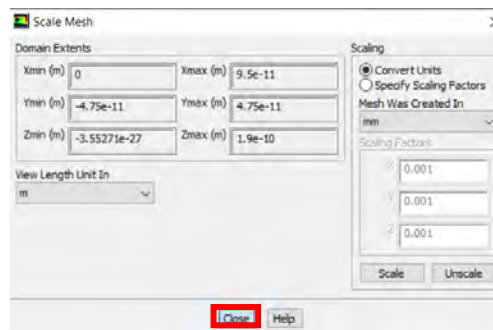 Scale Mesh
Domain Extents
Xmin (m) 0 Xmax (m) 9.5e-11
Ymin (m) -4.75e-11 Ymax (m) 4.75e-11
Zmin (m) -3.55271e-27 Zmax (m) 1.9e-10
View Length Unit In
m
Scaling
Convert Units
Specify Scaling Factors
Mesh Was Created In
mm
Scaling Factors
X 0.001
Y 0.001
Z 0.001
Scale Unscale
Close Help